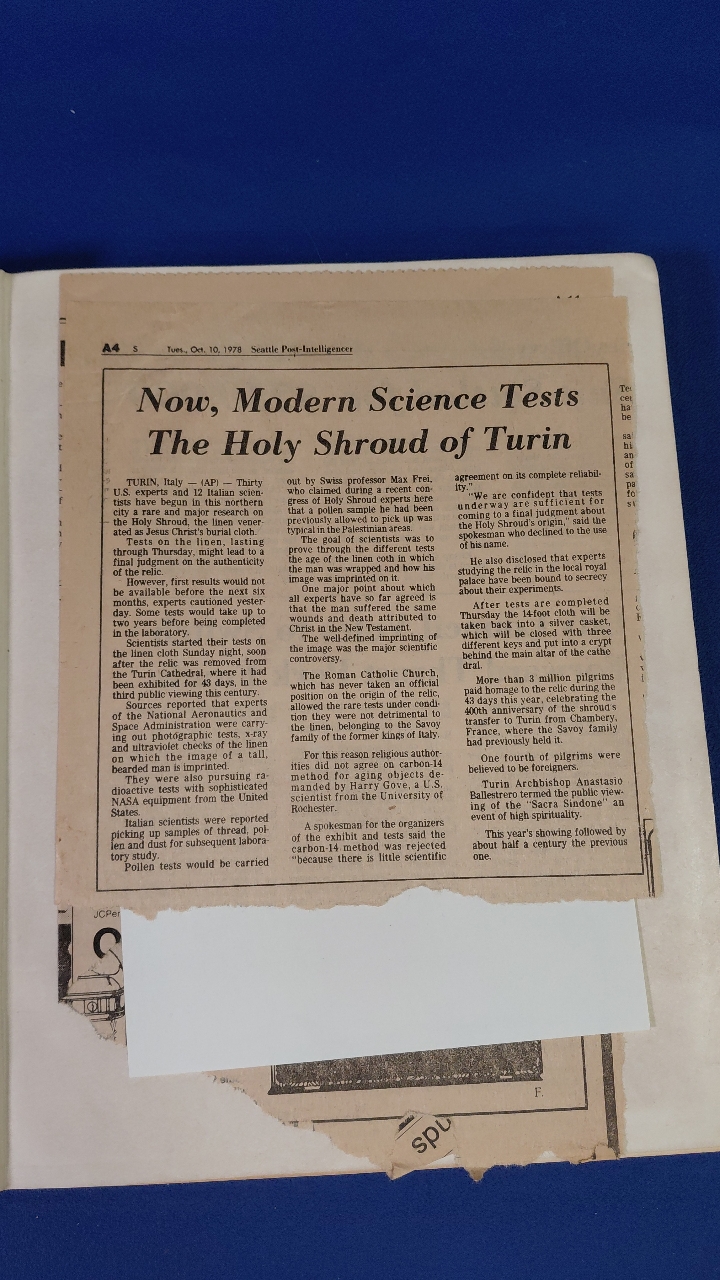 A4 S Tues., Oct. 10, 1978 Seattle Post-Intelligencer
Now, Modern Science Tests
The Holy Shroud of Turin
TURIN, Italy — (AP) — Thirty
U.S. experts and 12 Italian scien-
tists have begun in this northern
city a rare and major research on
the Holy Shroud, the linen vener-
ated as Jesus Christ's burial cloth.
Tests on the linen, lasting
through Thursday, might lead to a
final judgment on the authenticity
of the relic.
However, first results would not
be available before the next six
months, experts cautioned yester-
day. Some tests would take up to
two years before being completed
in the laboratory.
Scientists started their tests on
the linen cloth Sunday night, soon
after the relic was removed from
the Turin Cathedral, where it had
been exhibited for 43 days, in the
third public viewing this century.
Sources reported that experts
of the National Aeronautics and
Space Administration were carry-
ing out photographic tests, x-ray
and ultraviolet checks of the linen
on which the image of a tall,
bearded man is imprinted.
They were also pursuing ra-
dioactive tests with sophisticated
NASA equipment from the United
States.
Italian scientists were reported
picking up samples of thread, pol-
len and dust for subsequent labora-
tory study.
Pollen tests would be carried
out by Swiss professor Max Frei,
who claimed during a recent con-
gress of Holy Shroud experts here
that a pollen sample he had been
previously allowed to pick up was
typical in the Palestinian areas.
The goal of scientists was to
prove through the different tests
the age of the linen coth in which
the man was wrapped and how his
image was imprinted on it.
One major point about which
all experts have so far agreed is
that the man suffered the same
wounds and death attributed to
Christ in the New Testament.
The well-defined imprinting of
the image was the major scientific
controversy.
The Roman Catholic Church,
which has never taken an official
position on the origin of the relic,
allowed the rare tests under condi-
tion they were not detrimental to
the linen, belonging to the Savoy
family of the former kings of Italy.
For this reason religious author-
ities did not agree on carbon-14
method for aging objects de-
manded by Harry Gove, a U.S.
scientist from the University of
Rochester.
A spokesman for the organizers
of the exhibit and tests said the
carbon-14 method was rejected
"because there is little scientific
agreement on its complete reliabil-
ity."
"We are confident that tests
underway are sufficient for
coming to a final judgment about
the Holy Shroud's origin," said the
spokesman who declined to the use
of his name.
He also disclosed that experts
studying the relic in the local royal
palace have been bound to secrecy
about their experiments.
After tests are completed
Thursday the 14-foot cloth will be
taken back into a silver casket,
which will be closed with three
different keys and put into a crypt
behind the main altar of the cathe
dral.
More than 3 million pilgrims
paid homage to the relic during the
43 days this year, celebrating the
400th anniversary of the shroud's
transfer to Turin from Chambery,
France, where the Savoy family
had previously held it.
One fourth of pilgrims were
believed to be foreigners.
Turin Archbishop Anastasio
Ballestrero termed the public view-
ing of the "Sacra Sindone" an
event of high spirituality.
This year's showing followed by
about half a century the previous
one.
JCPen
F.
spu